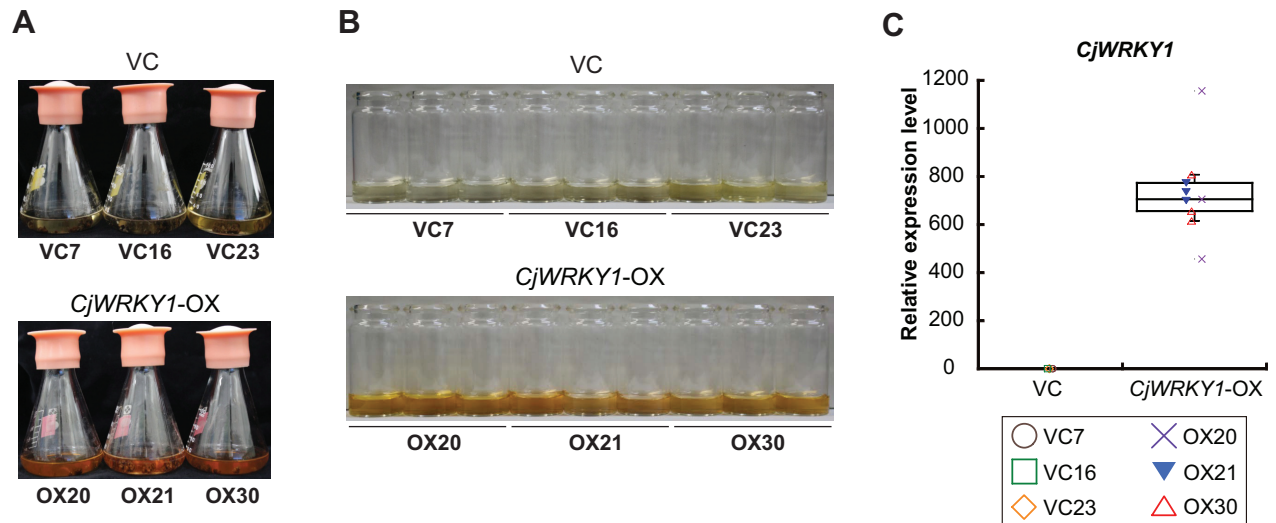 A
VC
VC7 VC16 VC23
CjWRKY1-OX
OX20 OX21 OX30
B
VC
VC7 VC16 VC23
CjWRKY1-OX
OX20 OX21 OX30
C
CjWRKY1
Relative expression level
1200
1000
800
600
400
200
0
VC CjWRKY1-OX
VC7 OX20
VC16 OX21
VC23 OX30